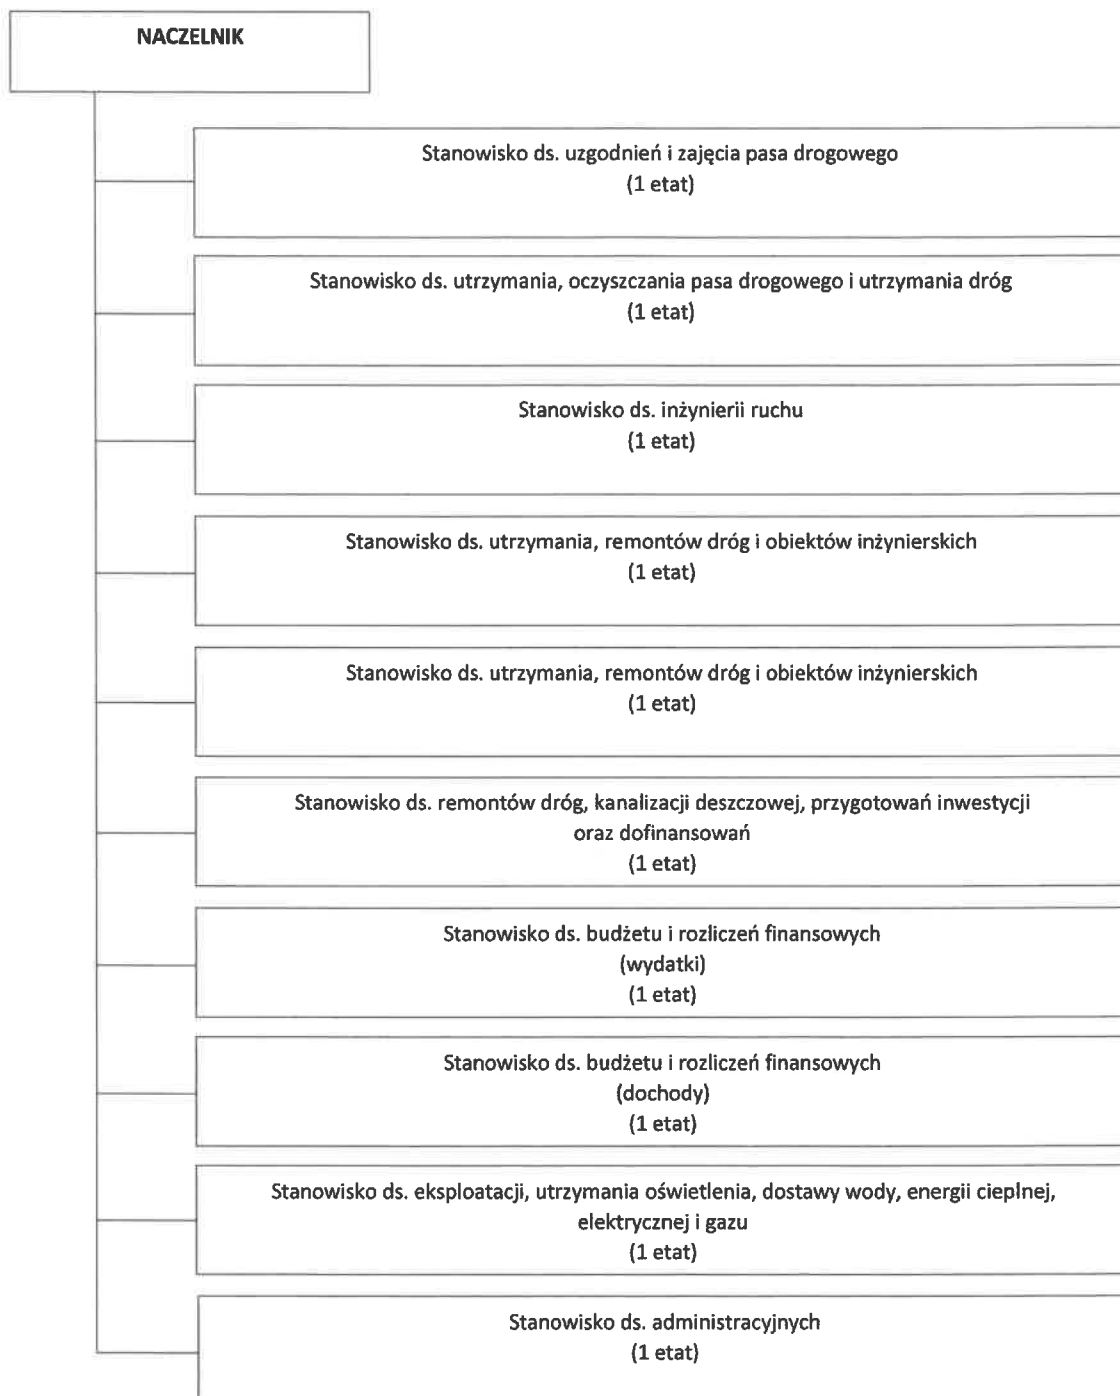 NACZELNIK
Stanowisko ds. uzgodnień i zajęcia pasa drogowego
(1 etat)
Stanowisko ds. utrzymania, oczyszczania pasa drogowego i utrzymania dróg
(1 etat)
Stanowisko ds. inżynierii ruchu
(1 etat)
Stanowisko ds. utrzymania, remontów dróg i obiektów inżynierskich
(1 etat)
Stanowisko ds. utrzymania, remontów dróg i obiektów inżynierskich
(1 etat)
Stanowisko ds. remontów dróg, kanalizacji deszczowej, przygotowań inwestycji
oraz dofinansowań
(1 etat)
Stanowisko ds. budżetu i rozliczeń finansowych
(wydatki)
(1 etat)
Stanowisko ds. budżetu i rozliczeń finansowych
(dochody)
(1 etat)
Stanowisko ds. eksploatacji, utrzymania oświetlenia, dostawy wody, energii cieplnej,
elektrycznej i gazu
(1 etat)
Stanowisko ds. administracyjnych
(1 etat)